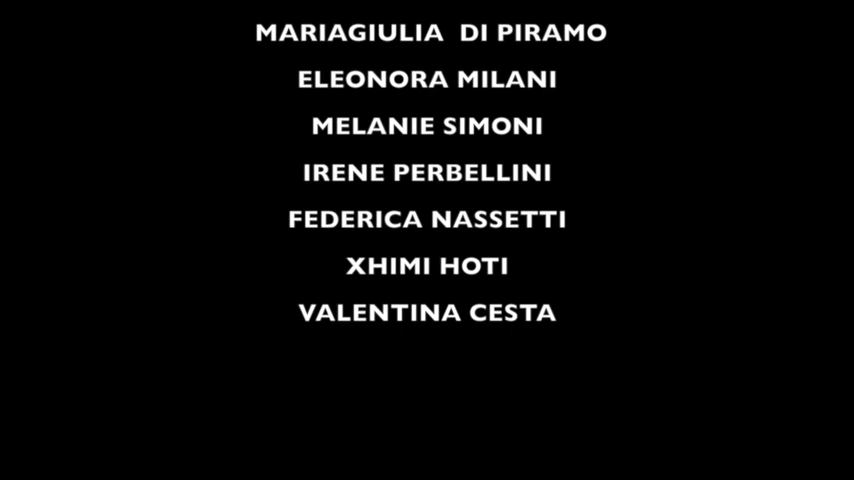 MARIAGIULIA  DI PIRAMO
ELEONORA MILANI
MELANIE SIMONI
IRENE PERBELLINI
FEDERICA NASSETTI
XHIMI HOTI
VALENTINA CESTA